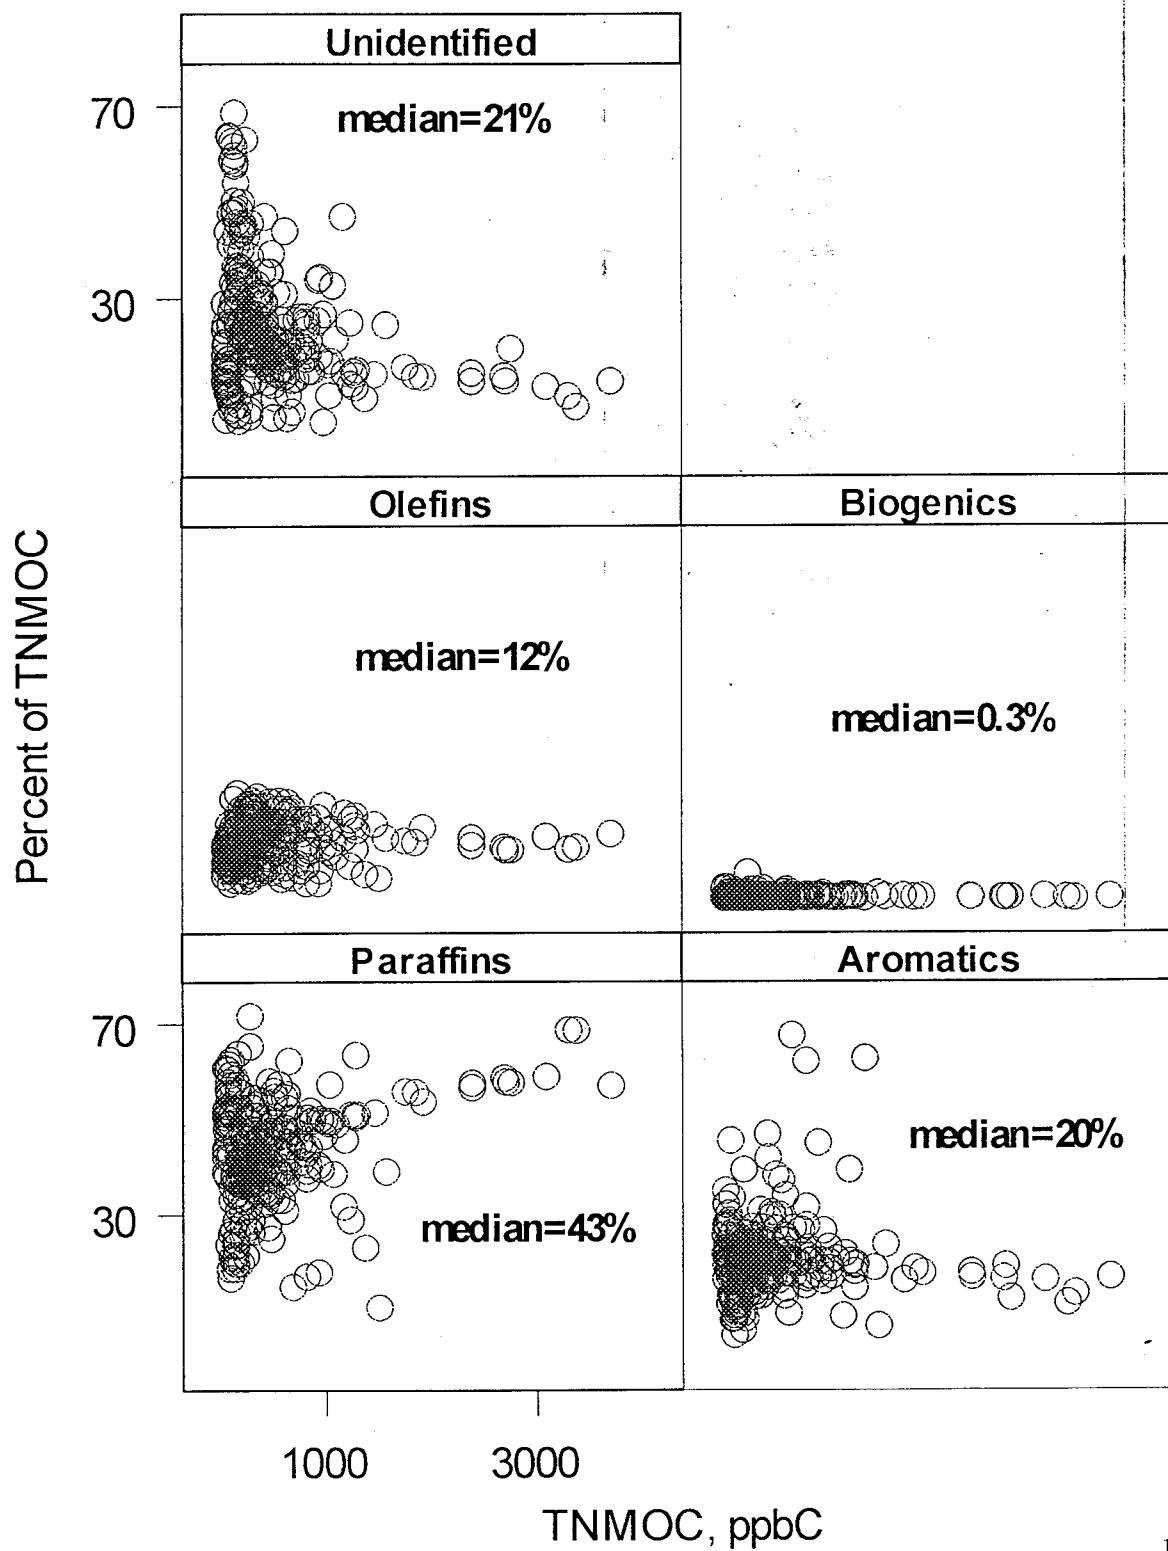 Unidentified
70
median=21%
30
Olefins
Biogenics
Percent of TNMOC
median=12%
median=0.3%
Paraffins
Aromatics
70
median=20%
30
median=43%
1000
3000
TNMOC, ppbC
1